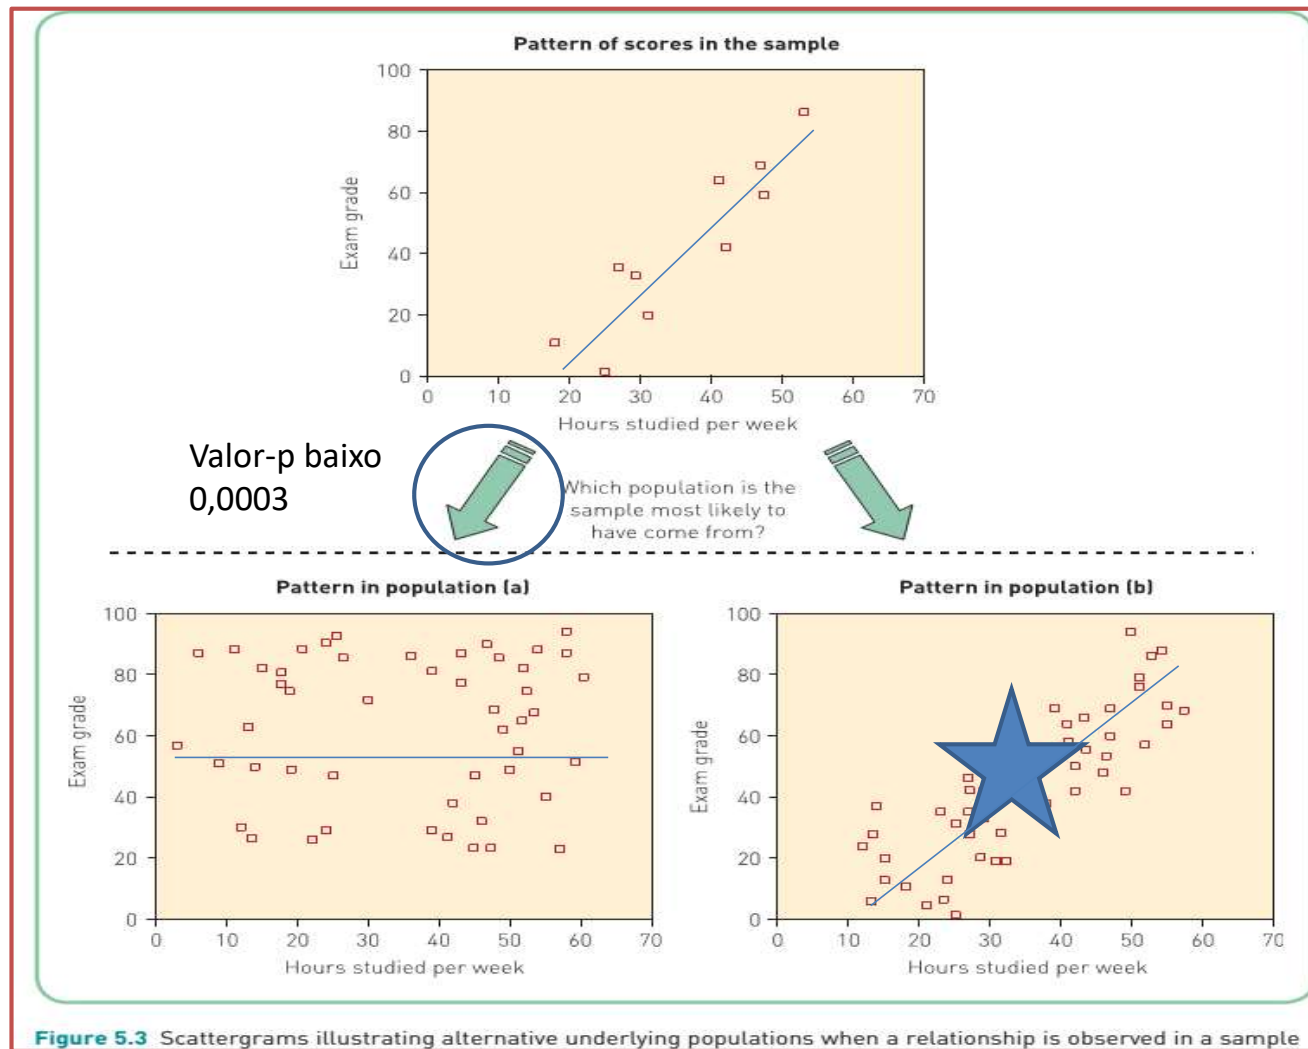 Pattern of scores in the sample
100
80
60
40
20
0
Exam grade
0 10 20 30 40 50 60 70
Hours studied per week
Valor-p baixo
0,0003
Which population is the
sample most likely to
have come from?
Pattern in population (a)
100
80
60
40
20
0
Exam grade
0 10 20 30 40 50 60 70
Hours studied per week
Pattern in population (b)
100
80
60
40
20
0
Exam grade
0 10 20 30 40 50 60 70
Hours studied per week
Figure 5.3 Scattergrams illustrating alternative underlying populations when a relationship is observed in a sample